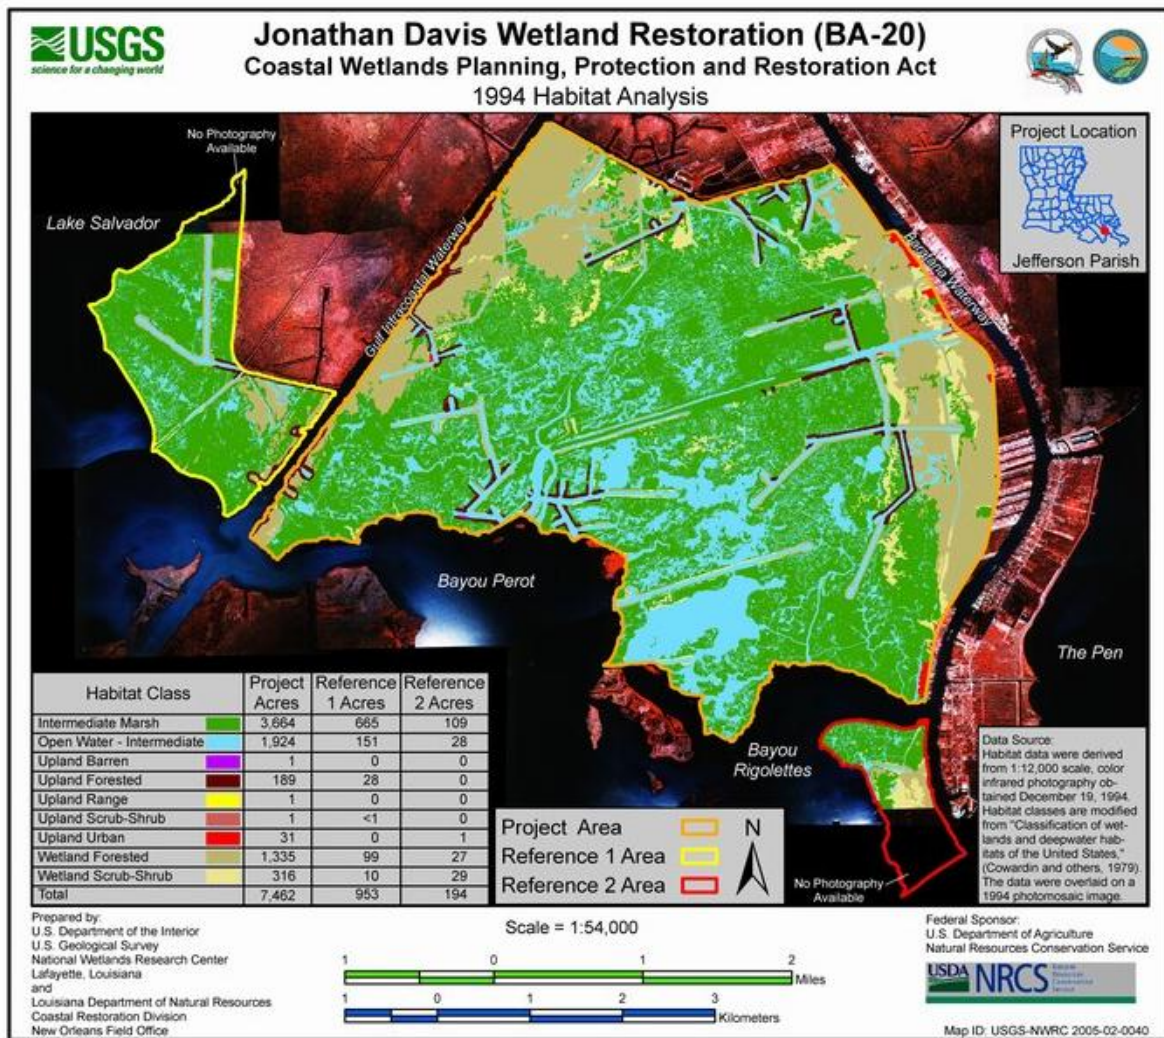 USGS
science for a changing world
Jonathan Davis Wetland Restoration (BA-20)
Coastal Wetlands Planning, Protection and Restoration Act
1994 Habitat Analysis
No Photography
Available
Lake Salvador
Gulf Intracoastal Waterway
Barataria Waterway
Project Location
Jefferson Parish
Bayou Perot
The Pen
Bayou
Rigolettes
Habitat Class Project Acres Reference 1 Acres Reference 2 Acres
Intermediate Marsh 3,664 665 109
Open Water - Intermediate 1,924 151 28
Upland Barren 1 0 0
Upland Forested 189 28 0
Upland Range 1 0 0
Upland Scrub-Shrub 1 <1 0
Upland Urban 31 0 1
Wetland Forested 1,335 99 27
Wetland Scrub-Shrub 316 10 29
Total 7,462 953 194
Project Area
Reference 1 Area
Reference 2 Area
N
No Photography
Available
Data Source:
Habitat data were derived
from 1:12,000 scale, color
infrared photography ob-
tained December 19, 1994.
Habitat classes are modified
from "Classification of wet-
lands and deepwater hab-
itats of the United States,"
(Cowardin and others, 1979).
The data were overlaid on a
1994 photomosaic image.
Prepared by:
U.S. Department of the Interior
U.S. Geological Survey
National Wetlands Research Center
Lafayette, Louisiana
and
Louisiana Department of Natural Resources
Coastal Restoration Division
New Orleans Field Office
Scale = 1:54,000
1 0 1 2
Miles
1 0 1 2 3
Kilometers
Federal Sponsor:
U.S. Department of Agriculture
Natural Resources Conservation Service
USDA NRCS
Natural
Resources
Conservation
Service
Map ID: USGS-NWRC 2005-02-0040